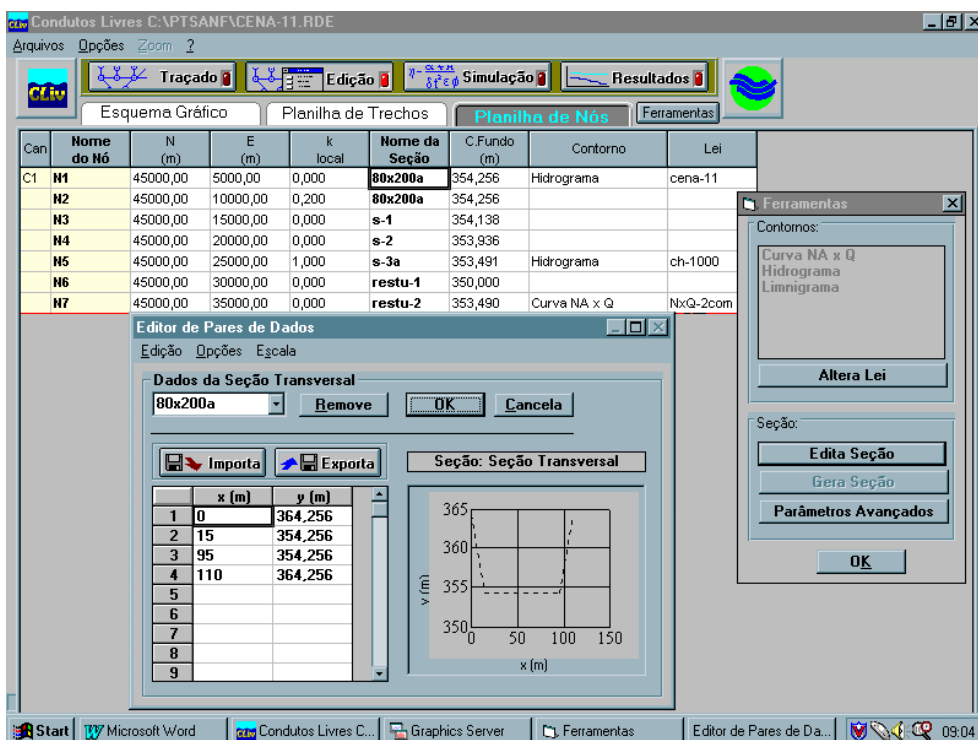 CLiv Condutos Livres C:\PTSANF\CENA-11.RDE
Arquivos Opções Zoom ?
CLiv Traçado Edição Simulação Resultados
Esquema Gráfico Planilha de Trechos Planilha de Nós Ferramentas
Can Nome do Nó N (m) E (m) k local Nome da Seção C.Fundo (m) Contorno Lei
C1 N1 45000,00 5000,00 0,000 80x200a 354,256 Hidrograma cena-11
N2 45000,00 10000,00 0,200 80x200a 354,256
N3 45000,00 15000,00 0,000 s-1 354,138
N4 45000,00 20000,00 0,000 s-2 353,936
N5 45000,00 25000,00 1,000 s-3a 353,491 Hidrograma ch-1000
N6 45000,00 30000,00 0,000 restu-1 350,000
N7 45000,00 35000,00 0,000 restu-2 353,490 Curva NA x Q NxQ-2com
Ferramentas
Contornos:
Curva NA x Q
Hidrograma
Limnigrama
Altera Lei
Seção:
Edita Seção
Gera Seção
Parâmetros Avançados
OK
Editor de Pares de Dados
Edição Opções Escala
Dados da Seção Transversal
80x200a Remove OK Cancela
Importa Exporta Seção: Seção Transversal
x (m) y (m)
1 0 364,256
2 15 354,256
3 95 354,256
4 110 364,256
5
6
7
8
9
365
360
355
350
y (m)
0 50 100 150
x (m)
Start Microsoft Word Condutos Livres C... Graphics Server Ferramentas Editor de Pares de Da... 09:04